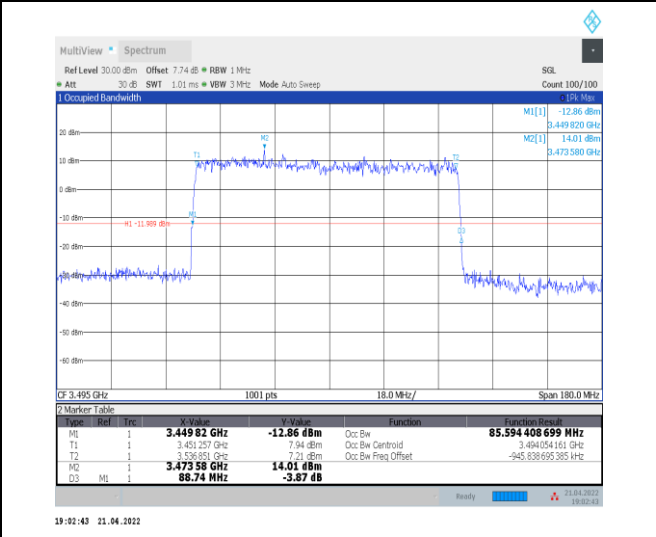 MultiView Spectrum
Ref Level 30.00 dBm Offset 7.74 dB RBW 1 MHz SGL
Att 30 dB SWT 1.01 ms VBW 3 MHz Mode Auto Sweep Count 100/100
1 Occupied Bandwidth 1Pk Max
M1[1] -12.86 dBm
3.449820 GHz
M2[1] 14.01 dBm
3.473580 GHz
20 dBm
M2
T1 T2
10 dBm
0 dBm
-10 dBm
M1
H1 -11.989 dBm
D3
-20 dBm
-30 dBm
-40 dBm
-50 dBm
-60 dBm
CF 3.495 GHz 1001 pts 18.0 MHz/ Span 180.0 MHz
2 Marker Table
Type Ref Trc X-Value Y-Value Function Function Result
M1 1 3.449 82 GHz -12.86 dBm Occ Bw 85.594 408 699 MHz
T1 1 3.451 257 GHz 7.94 dBm Occ Bw Centroid 3.494 054 161 GHz
T2 1 3.536 851 GHz 7.21 dBm Occ Bw Freq Offset -945.838 695 385 kHz
M2 1 3.473 58 GHz 14.01 dBm
D3 M1 1 88.74 MHz -3.87 dB
Ready 21.04.2022
19:02:43
19:02:43 21.04.2022